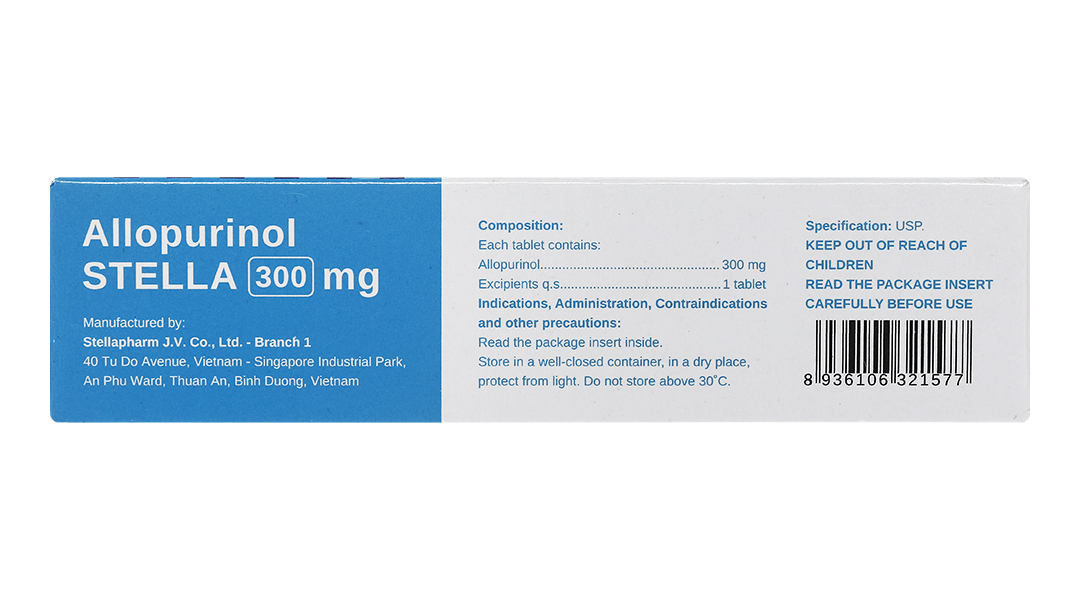 Allopurinol
STELLA 300 mg
Manufactured by:
Stellapharm J.V. Co., Ltd. - Branch 1
40 Tu Do Avenue, Vietnam - Singapore Industrial Park,
An Phu Ward, Thuan An, Binh Duong, Vietnam
Composition:
Each tablet contains:
Allopurinol................................................ 300 mg
Excipients q.s........................................... 1 tablet
Indications, Administration, Contraindications
and other precautions:
Read the package insert inside.
Store in a well-closed container, in a dry place,
protect from light. Do not store above 30˚C.
Specification: USP.
KEEP OUT OF REACH OF
CHILDREN
READ THE PACKAGE INSERT
CAREFULLY BEFORE USE
8 936106 321577